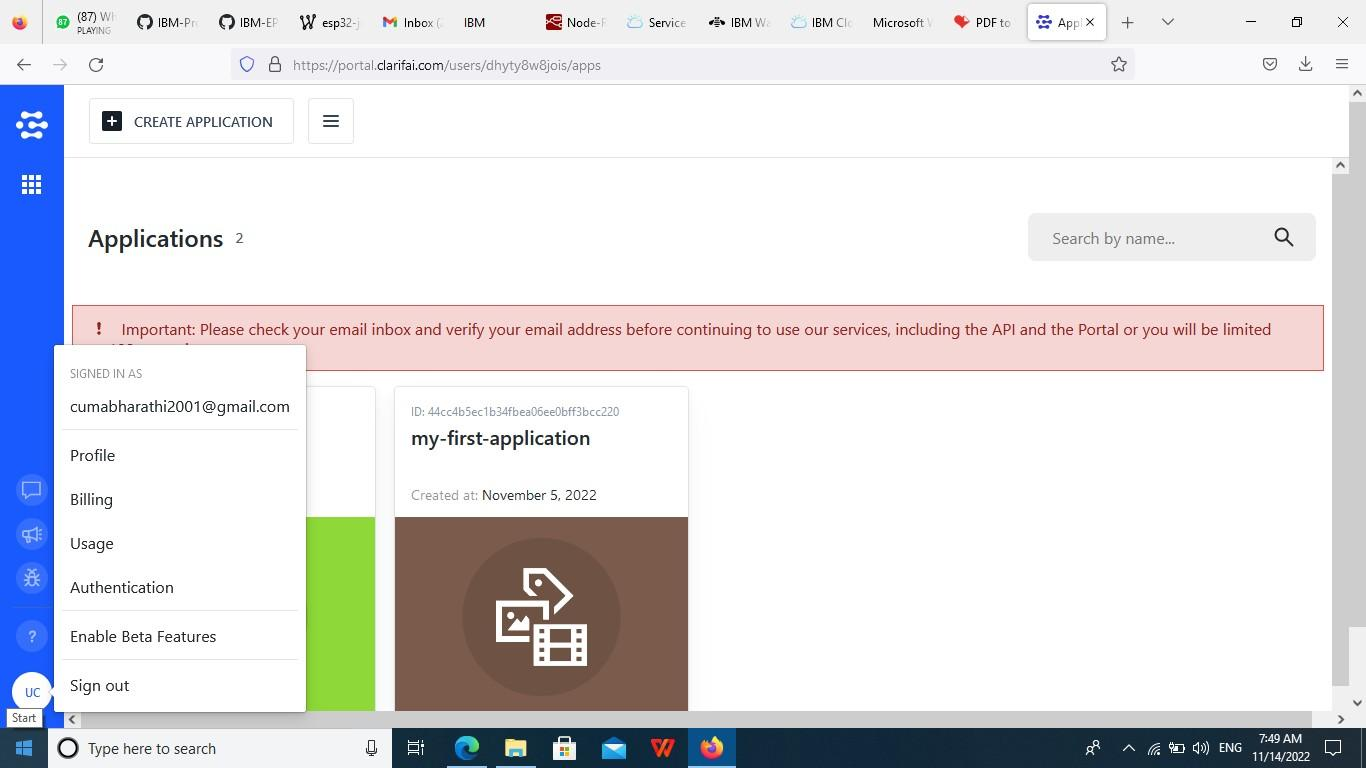 87
(87) Wh
PLAYING
IBM-Pr
IBM-EP
esp32-j
Inbox (
IBM
Node-R
Service
IBM Wa
IBM Clo
Microsoft
PDF to
Appl
https://portal.clarifai.com/users/dhyty8w8jois/apps
CREATE APPLICATION
Applications 2
Search by name...
! Important: Please check your email inbox and verify your email address before continuing to use our services, including the API and the Portal or you will be limited
SIGNED IN AS
cumabharathi2001@gmail.com
Profile
Billing
Usage
Authentication
Enable Beta Features
Sign out
ID: 44cc4b5ec1b34fbea06ee0bff3bcc220
my-first-application
Created at: November 5, 2022
?
UC
Start
Type here to search
ENG
7:49 AM
11/14/2022